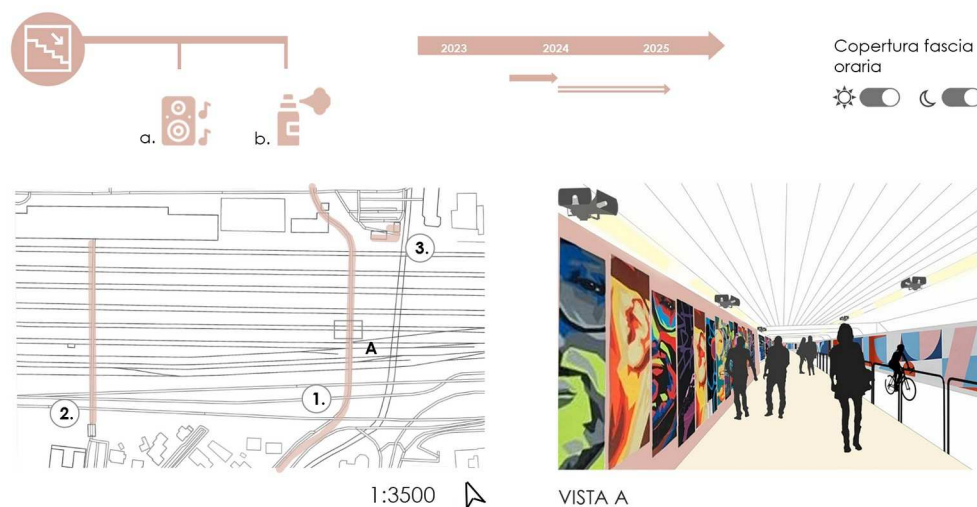 2023 2024 2025
Copertura fascia
oraria
a.
b.
3.
A
1.
2.
1:3500
VISTA A